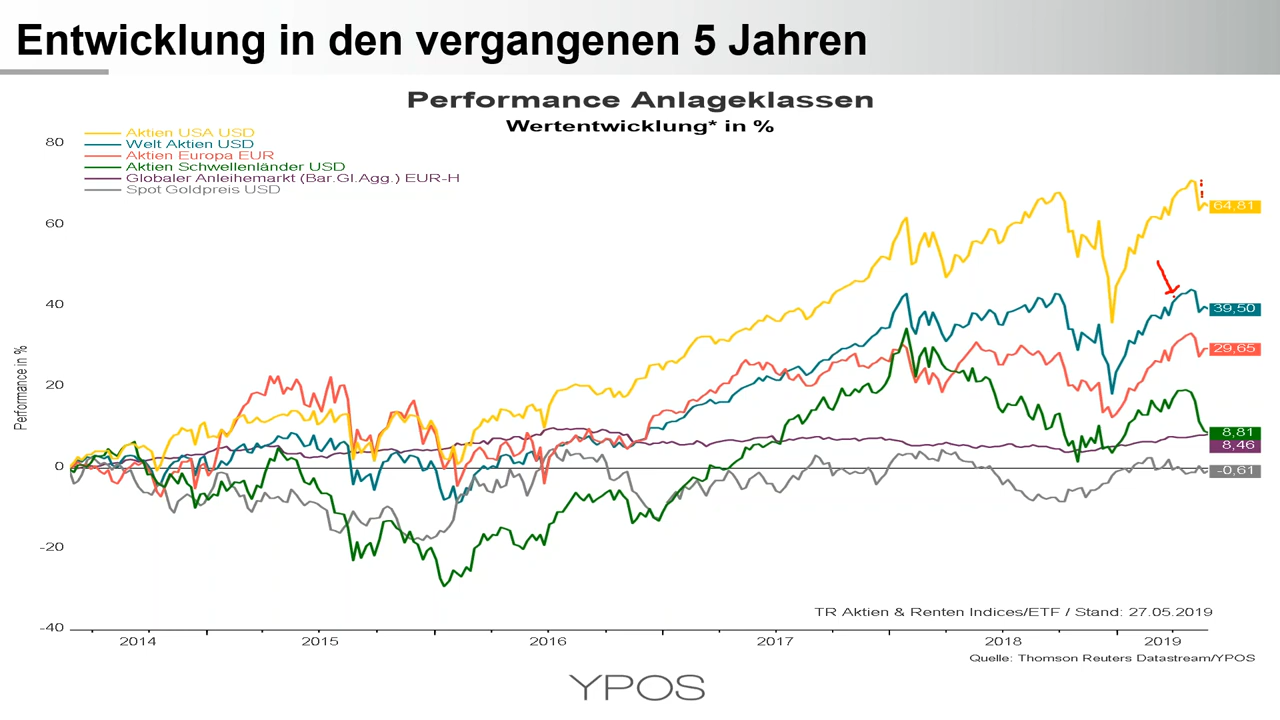 Entwicklung in den vergangenen 5 Jahren
Performance Anlageklassen
Wertentwicklung* in %
Aktien USA USD
Welt Aktien USD
Aktien Europa EUR
Aktien Schwellenländer USD
Globaler Anleihemarkt (Bar.Gl.Agg.) EUR-H
Spot Goldpreis USD
Performance in %
80
60
40
20
0
-20
-40
64,81
39,50
29,65
8,81
8,46
-0,61
TR Aktien & Renten Indices/ETF / Stand: 27.05.2019
2014 2015 2016 2017 2018 2019
Quelle: Thomson Reuters Datastream/YPOS
YPOS